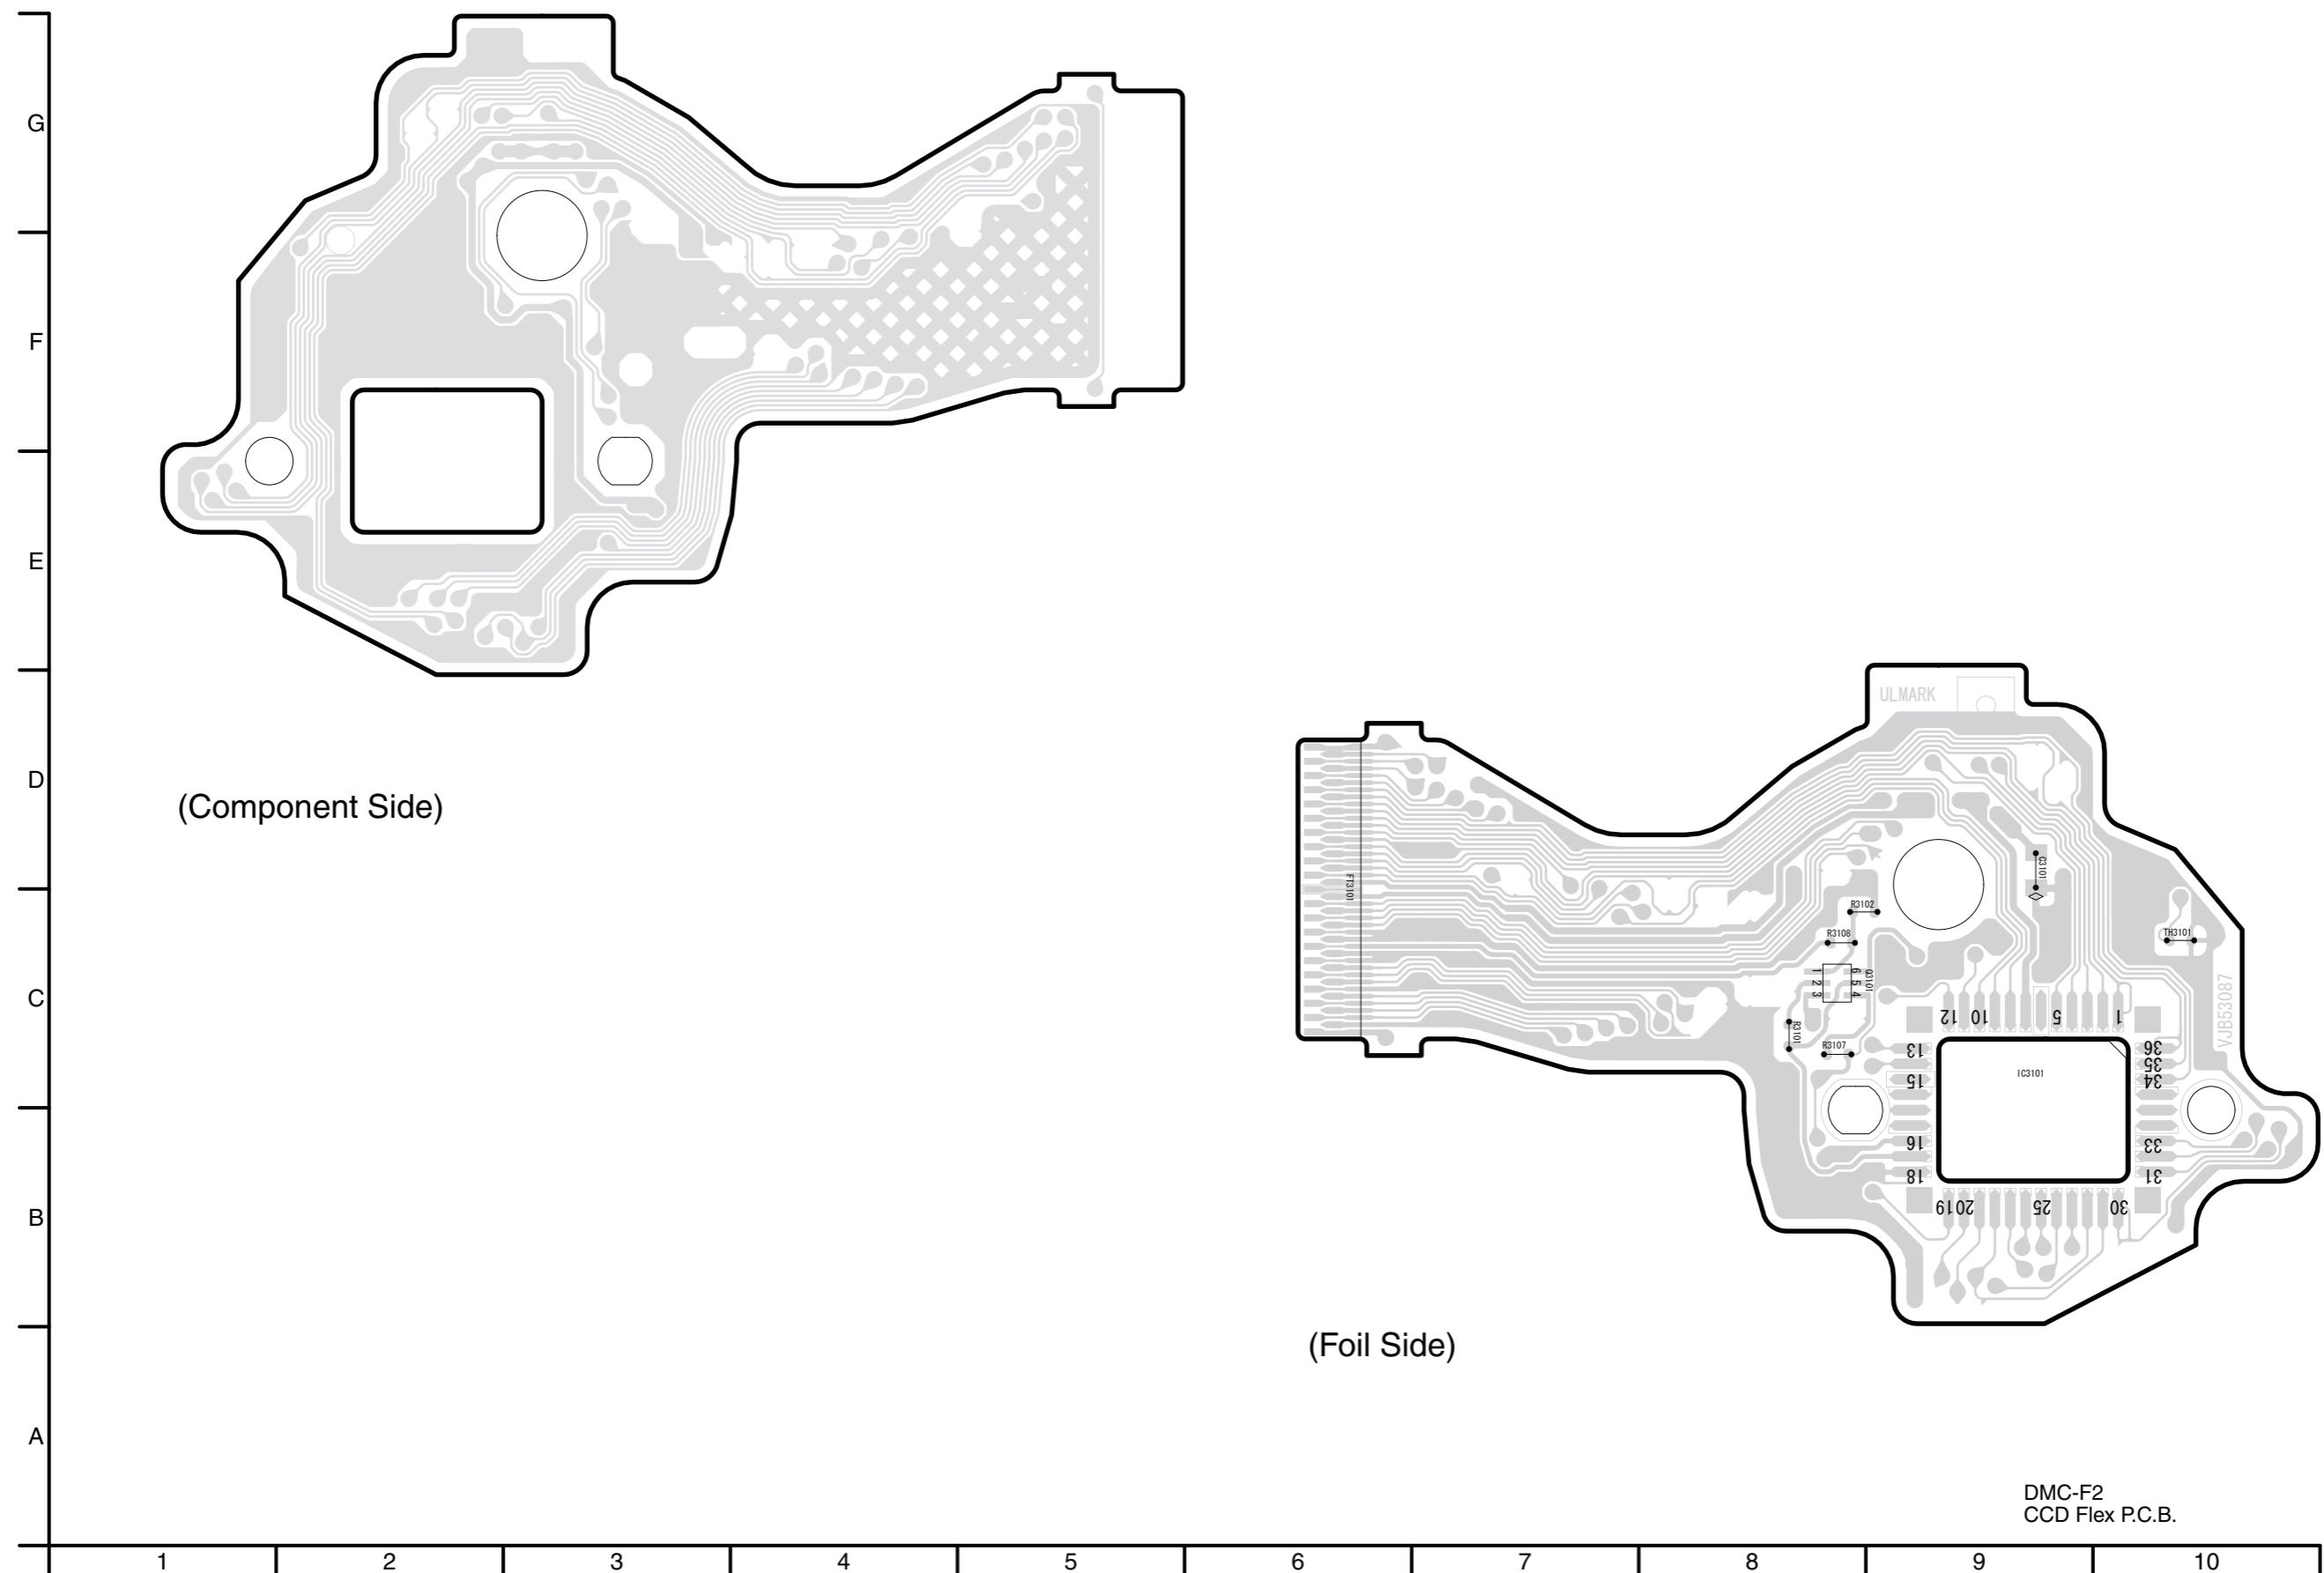 G
F
E
D
C
B
A
(Component Side)
ULMARK
C3101
FT3101
R3102
R3108
TH3101
1 6
2 5
3 4
Q3101
VJB53087
12 10 5 1
R3101
R3107
13
15
16
18
36
35
34
33
31
IC3101
2019 25 30
(Foil Side)
DMC-F2
CCD Flex P.C.B.
1 2 3 4 5 6 7 8 9 10